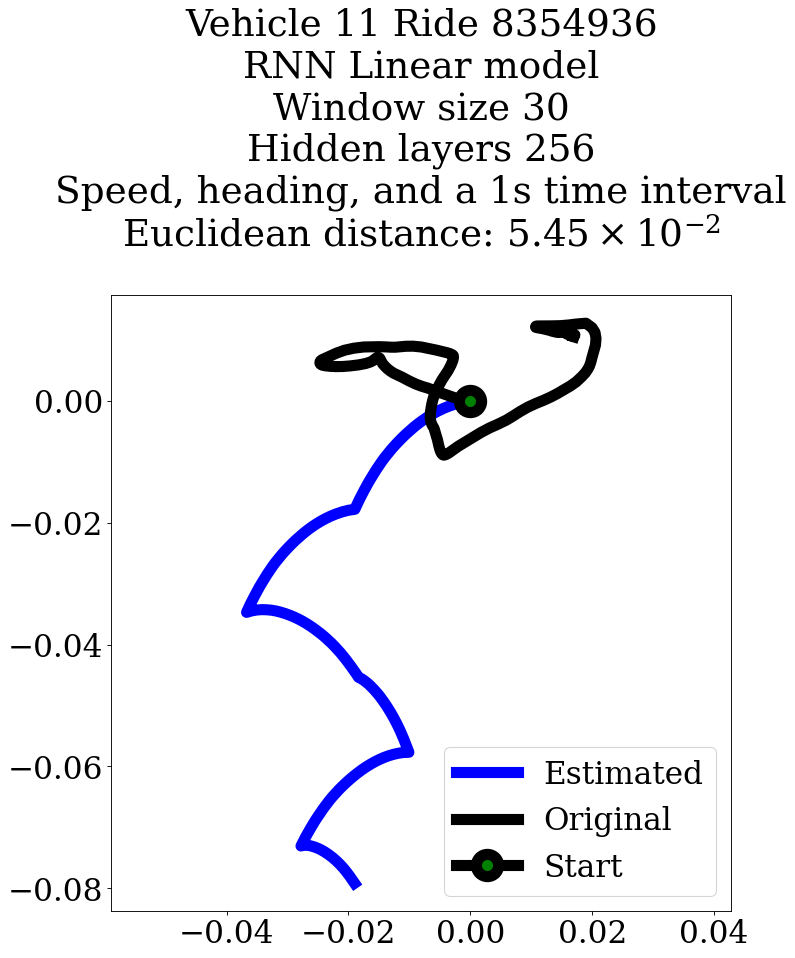 Vehicle 11 Ride 8354936
RNN Linear model
Window size 30
Hidden layers 256
Speed, heading, and a 1s time interval
Euclidean distance: 5.45 × 10⁻²
0.00
−0.02
−0.04
−0.06
−0.08
Estimated
Original
Start
−0.04 −0.02 0.00 0.02 0.04